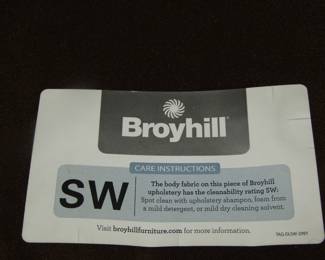 Broyhill®
CARE INSTRUCTIONS
SW
The body fabric on this piece of Broyhill
upholstery has the cleanability rating SW:
Spot clean with upholstery shampoo, foam from
a mild detergent, or mild dry cleaning solvent.
Visit broyhillfurniture.com for more information.